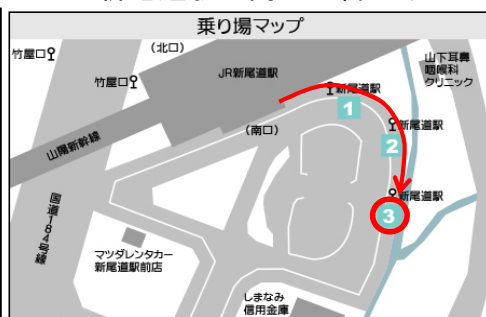 乗り場マップ
竹屋口
(北口)
竹屋口
JR新尾道駅
新尾道駅
山下耳鼻
咽喉科
クリニック
1
新尾道駅
2
(南口)
山陽新幹線
新尾道駅
3
国道184号線
マツダレンタカー
新尾道駅前店
しまなみ
信用金庫